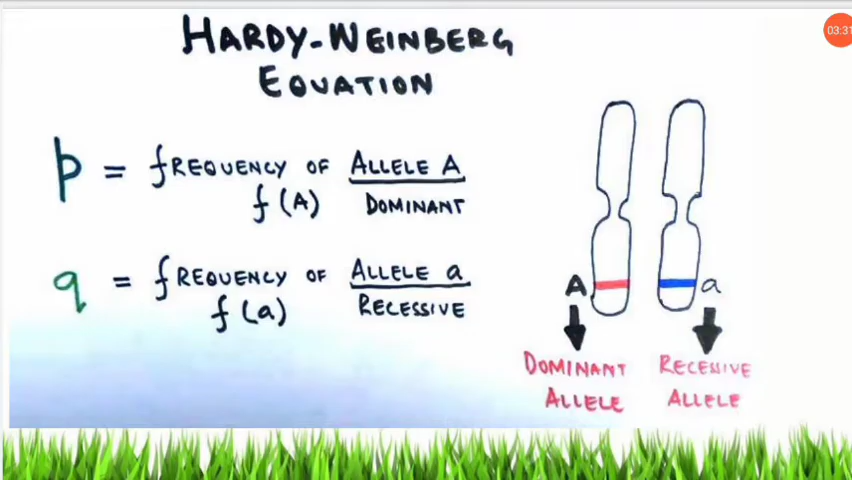 HARDY-WEINBERG
EQUATION
p = fREQUENCY OF ALLELE A
f (A) DOMINANT
q = fREQUENCY OF ALLELE a
f (a) RECESSIVE
A a
DOMINANT ALLELE
RECESSIVE ALLELE
03:31